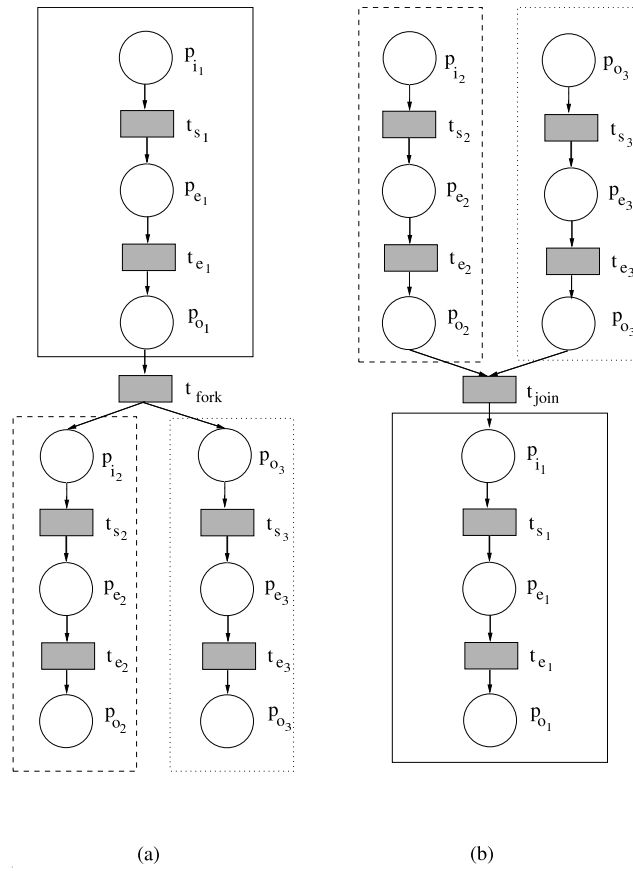 p_{i_1}
t_{s_1}
p_{e_1}
t_{e_1}
p_{o_1}
t_{fork}
p_{i_2}
t_{s_2}
p_{e_2}
t_{e_2}
p_{o_2}
p_{o_3}
t_{s_3}
p_{e_3}
t_{e_3}
p_{o_3}
(a)
p_{i_2}
t_{s_2}
p_{e_2}
t_{e_2}
p_{o_2}
p_{o_3}
t_{s_3}
p_{e_3}
t_{e_3}
p_{o_3}
t_{join}
p_{i_1}
t_{s_1}
p_{e_1}
t_{e_1}
p_{o_1}
(b)